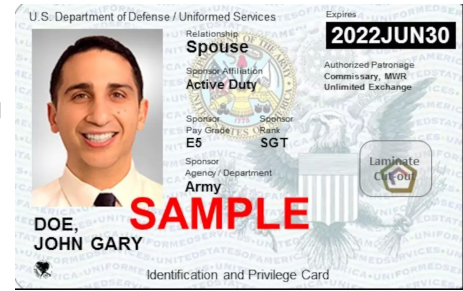 U.S. Department of Defense / Uniformed Services
Expires
2022JUN30
Relationship
Spouse
Sponsor Affiliation
Active Duty
Authorized Patronage
Commissary, MWR
Unlimited Exchange
Sponsor
Pay Grade
E5
Sponsor
Rank
SGT
Sponsor
Agency / Department
Army
Laminate
Cut-out
SAMPLE
DOE,
JOHN GARY
Identification and Privilege Card